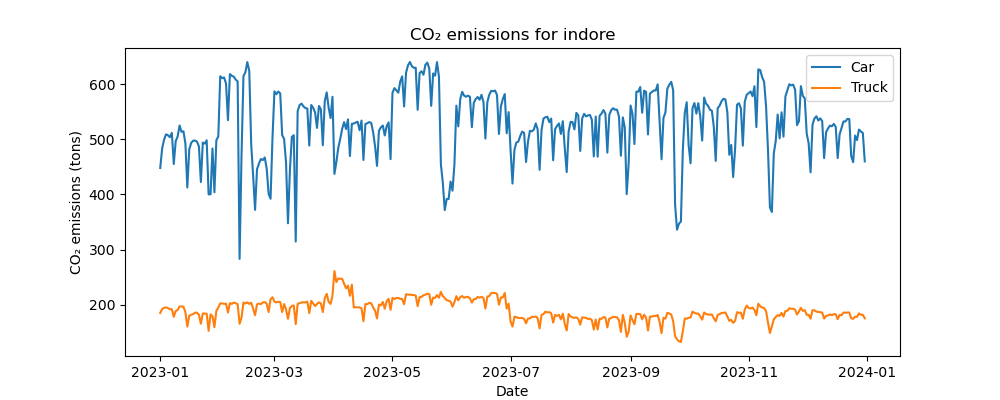 CO₂ emissions for indore
Car
Truck
CO₂ emissions (tons)
600
500
400
300
200
2023-01
2023-03
2023-05
2023-07
2023-09
2023-11
2024-01
Date